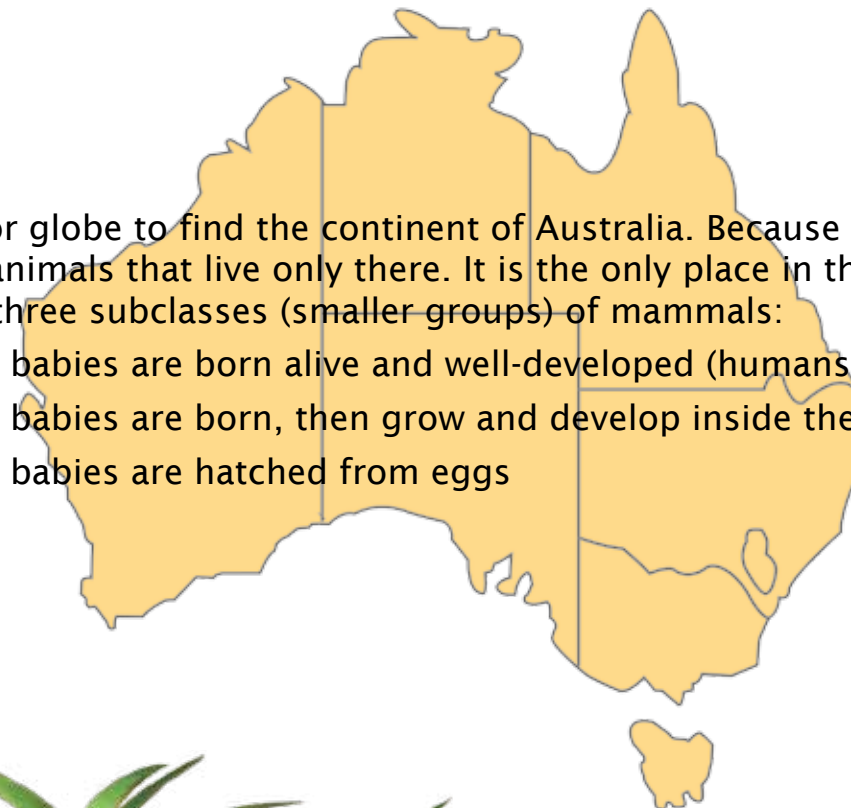 or globe to find the continent of Australia. Because
animals that live only there. It is the only place in th
three subclasses (smaller groups) of mammals:
babies are born alive and well-developed (humans
babies are born, then grow and develop inside the
babies are hatched from eggs